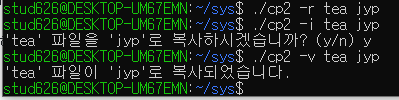 stud626@DESKTOP-UM67EMN:~/sys$ ./cp2 -r tea jyp
stud626@DESKTOP-UM67EMN:~/sys$ ./cp2 -i tea jyp
'tea' 파일을 'jyp'로 복사하시겠습니까? (y/n) y
stud626@DESKTOP-UM67EMN:~/sys$ ./cp2 -v tea jyp
'tea' 파일이 'jyp'로 복사되었습니다.
stud626@DESKTOP-UM67EMN:~/sys$